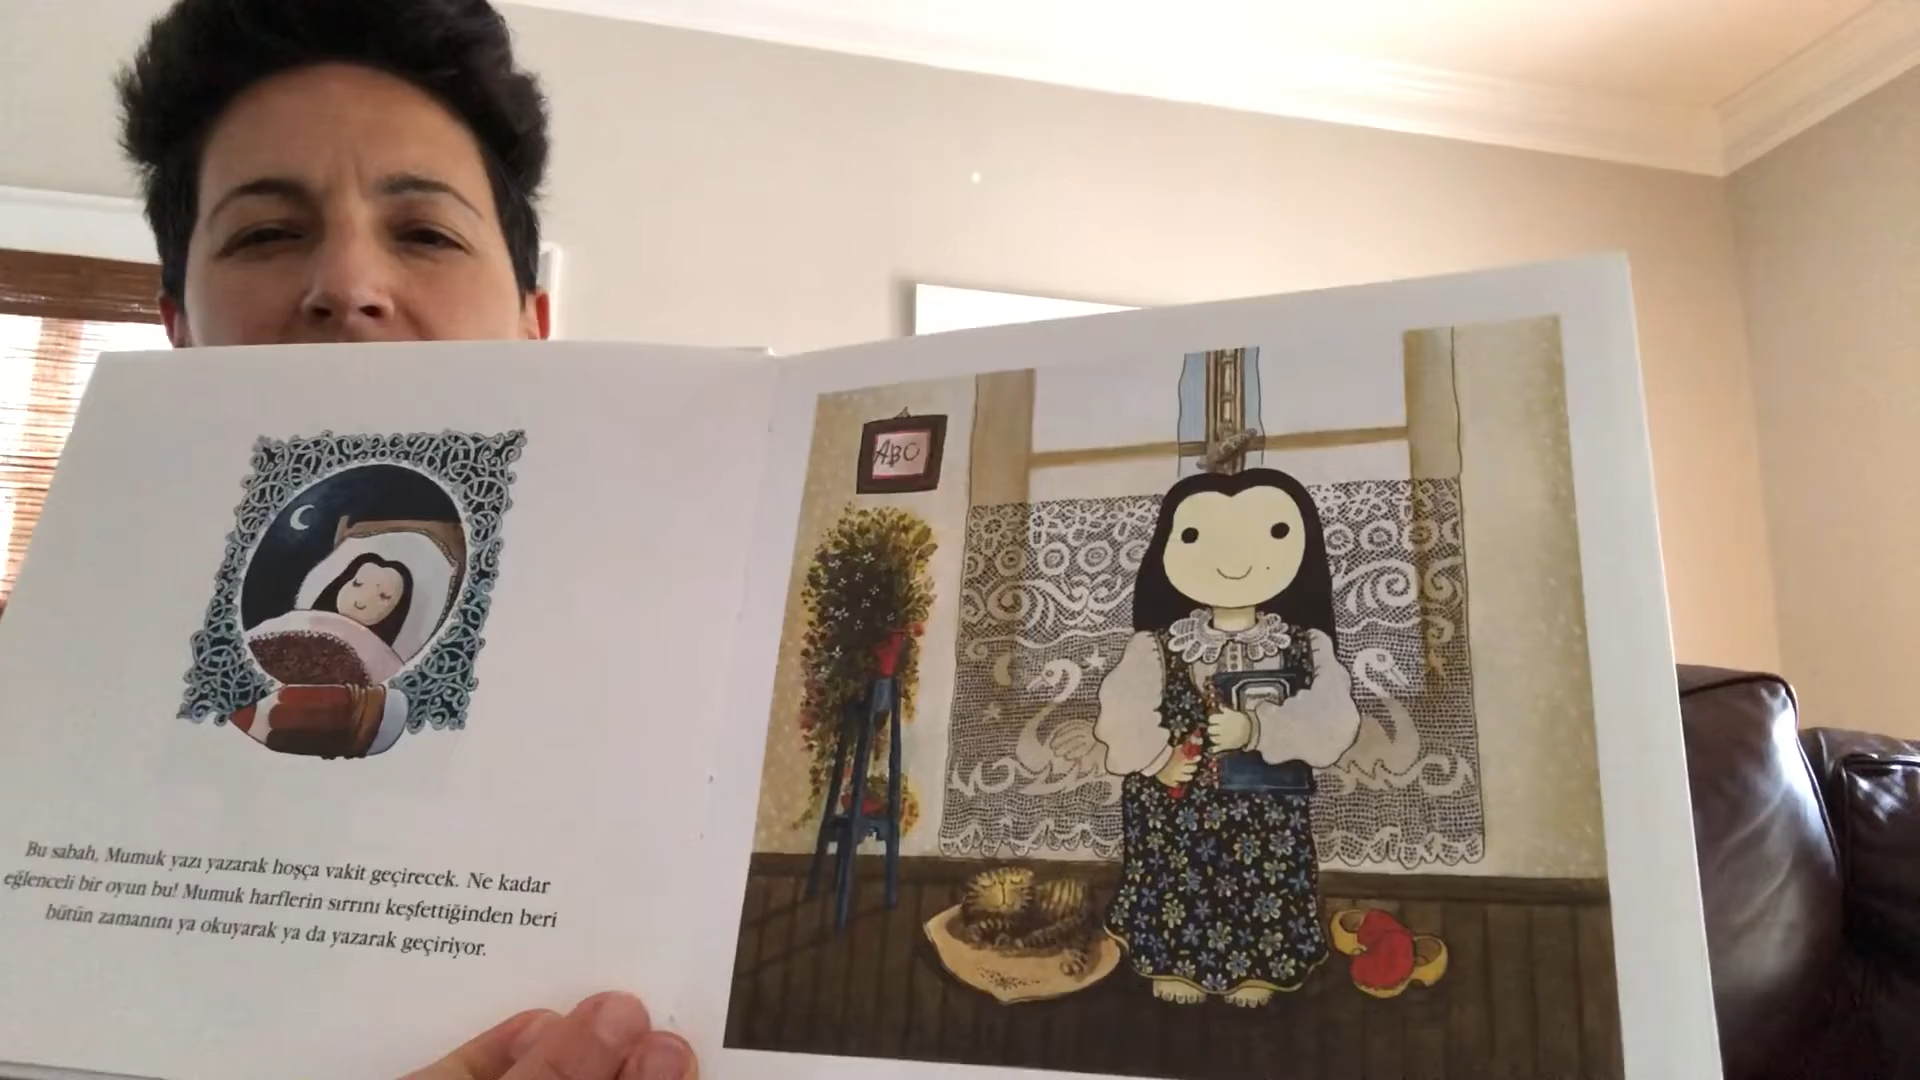 Bu sabah, Mumuk yazı yazarak hoşça vakit geçirecek. Ne kadar
eğlenceli bir oyun bu! Mumuk harflerin sırrını keşfettiğinden beri
bütün zamanını ya okuyarak ya da yazarak geçiriyor.
ABC